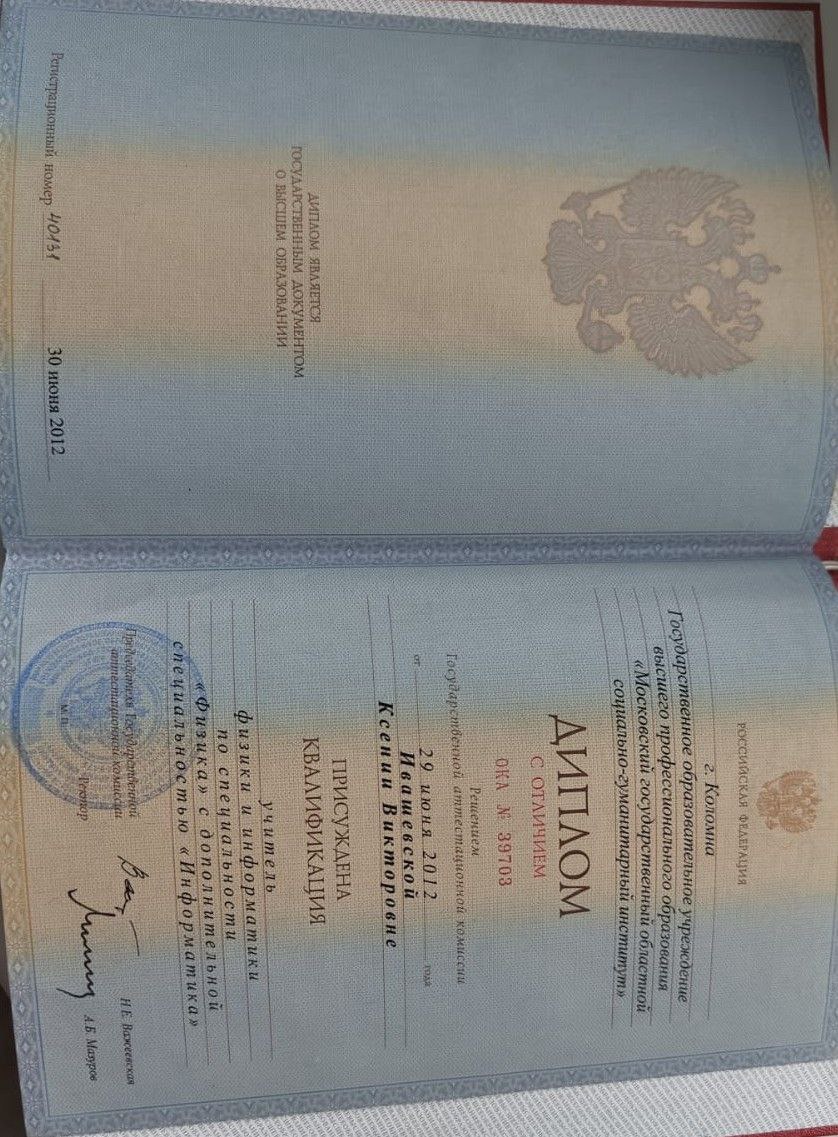 ДИПЛОМ ЯВЛЯЕТСЯ
ГОСУДАРСТВЕННЫМ ДОКУМЕНТОМ
О ВЫСШЕМ ОБРАЗОВАНИИ
Регистрационный номер 40131 30 июня 2012
РОССИЙСКАЯ ФЕДЕРАЦИЯ
г. Коломна
Государственное образовательное учреждение
высшего профессионального образования
«Московский государственный областной
социально-гуманитарный институт»
ДИПЛОМ
С ОТЛИЧИЕМ
ОКА № 39703
Решением
Государственной аттестационной комиссии
от 29 июня 2012 года
Ивашевской
Ксении Викторовне
ПРИСУЖДЕНА
КВАЛИФИКАЦИЯ
учитель
физики и информатики
по специальности
«Физика» с дополнительной
специальностью «Информатика»
Председатель Государственной
аттестационной комиссии Н.Е. Важеевская
М.П. Ректор А.Б. Мазуров